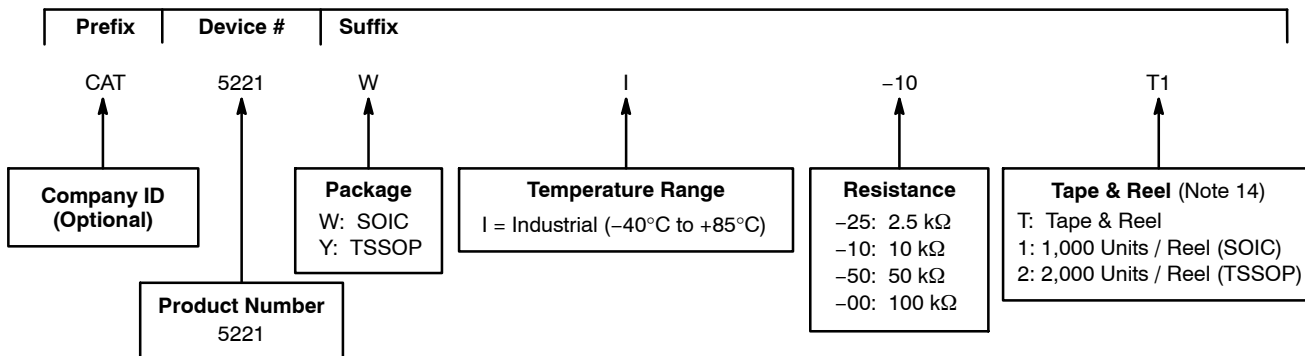 Prefix Device # Suffix
CAT 5221 W I −10 T1
Company ID
(Optional)
Product Number
5221
Package
W: SOIC
Y: TSSOP
Temperature Range
I = Industrial (−40°C to +85°C)
Resistance
−25: 2.5 kΩ
−10: 10 kΩ
−50: 50 kΩ
−00: 100 kΩ
Tape & Reel (Note 14)
T: Tape & Reel
1: 1,000 Units / Reel (SOIC)
2: 2,000 Units / Reel (TSSOP)